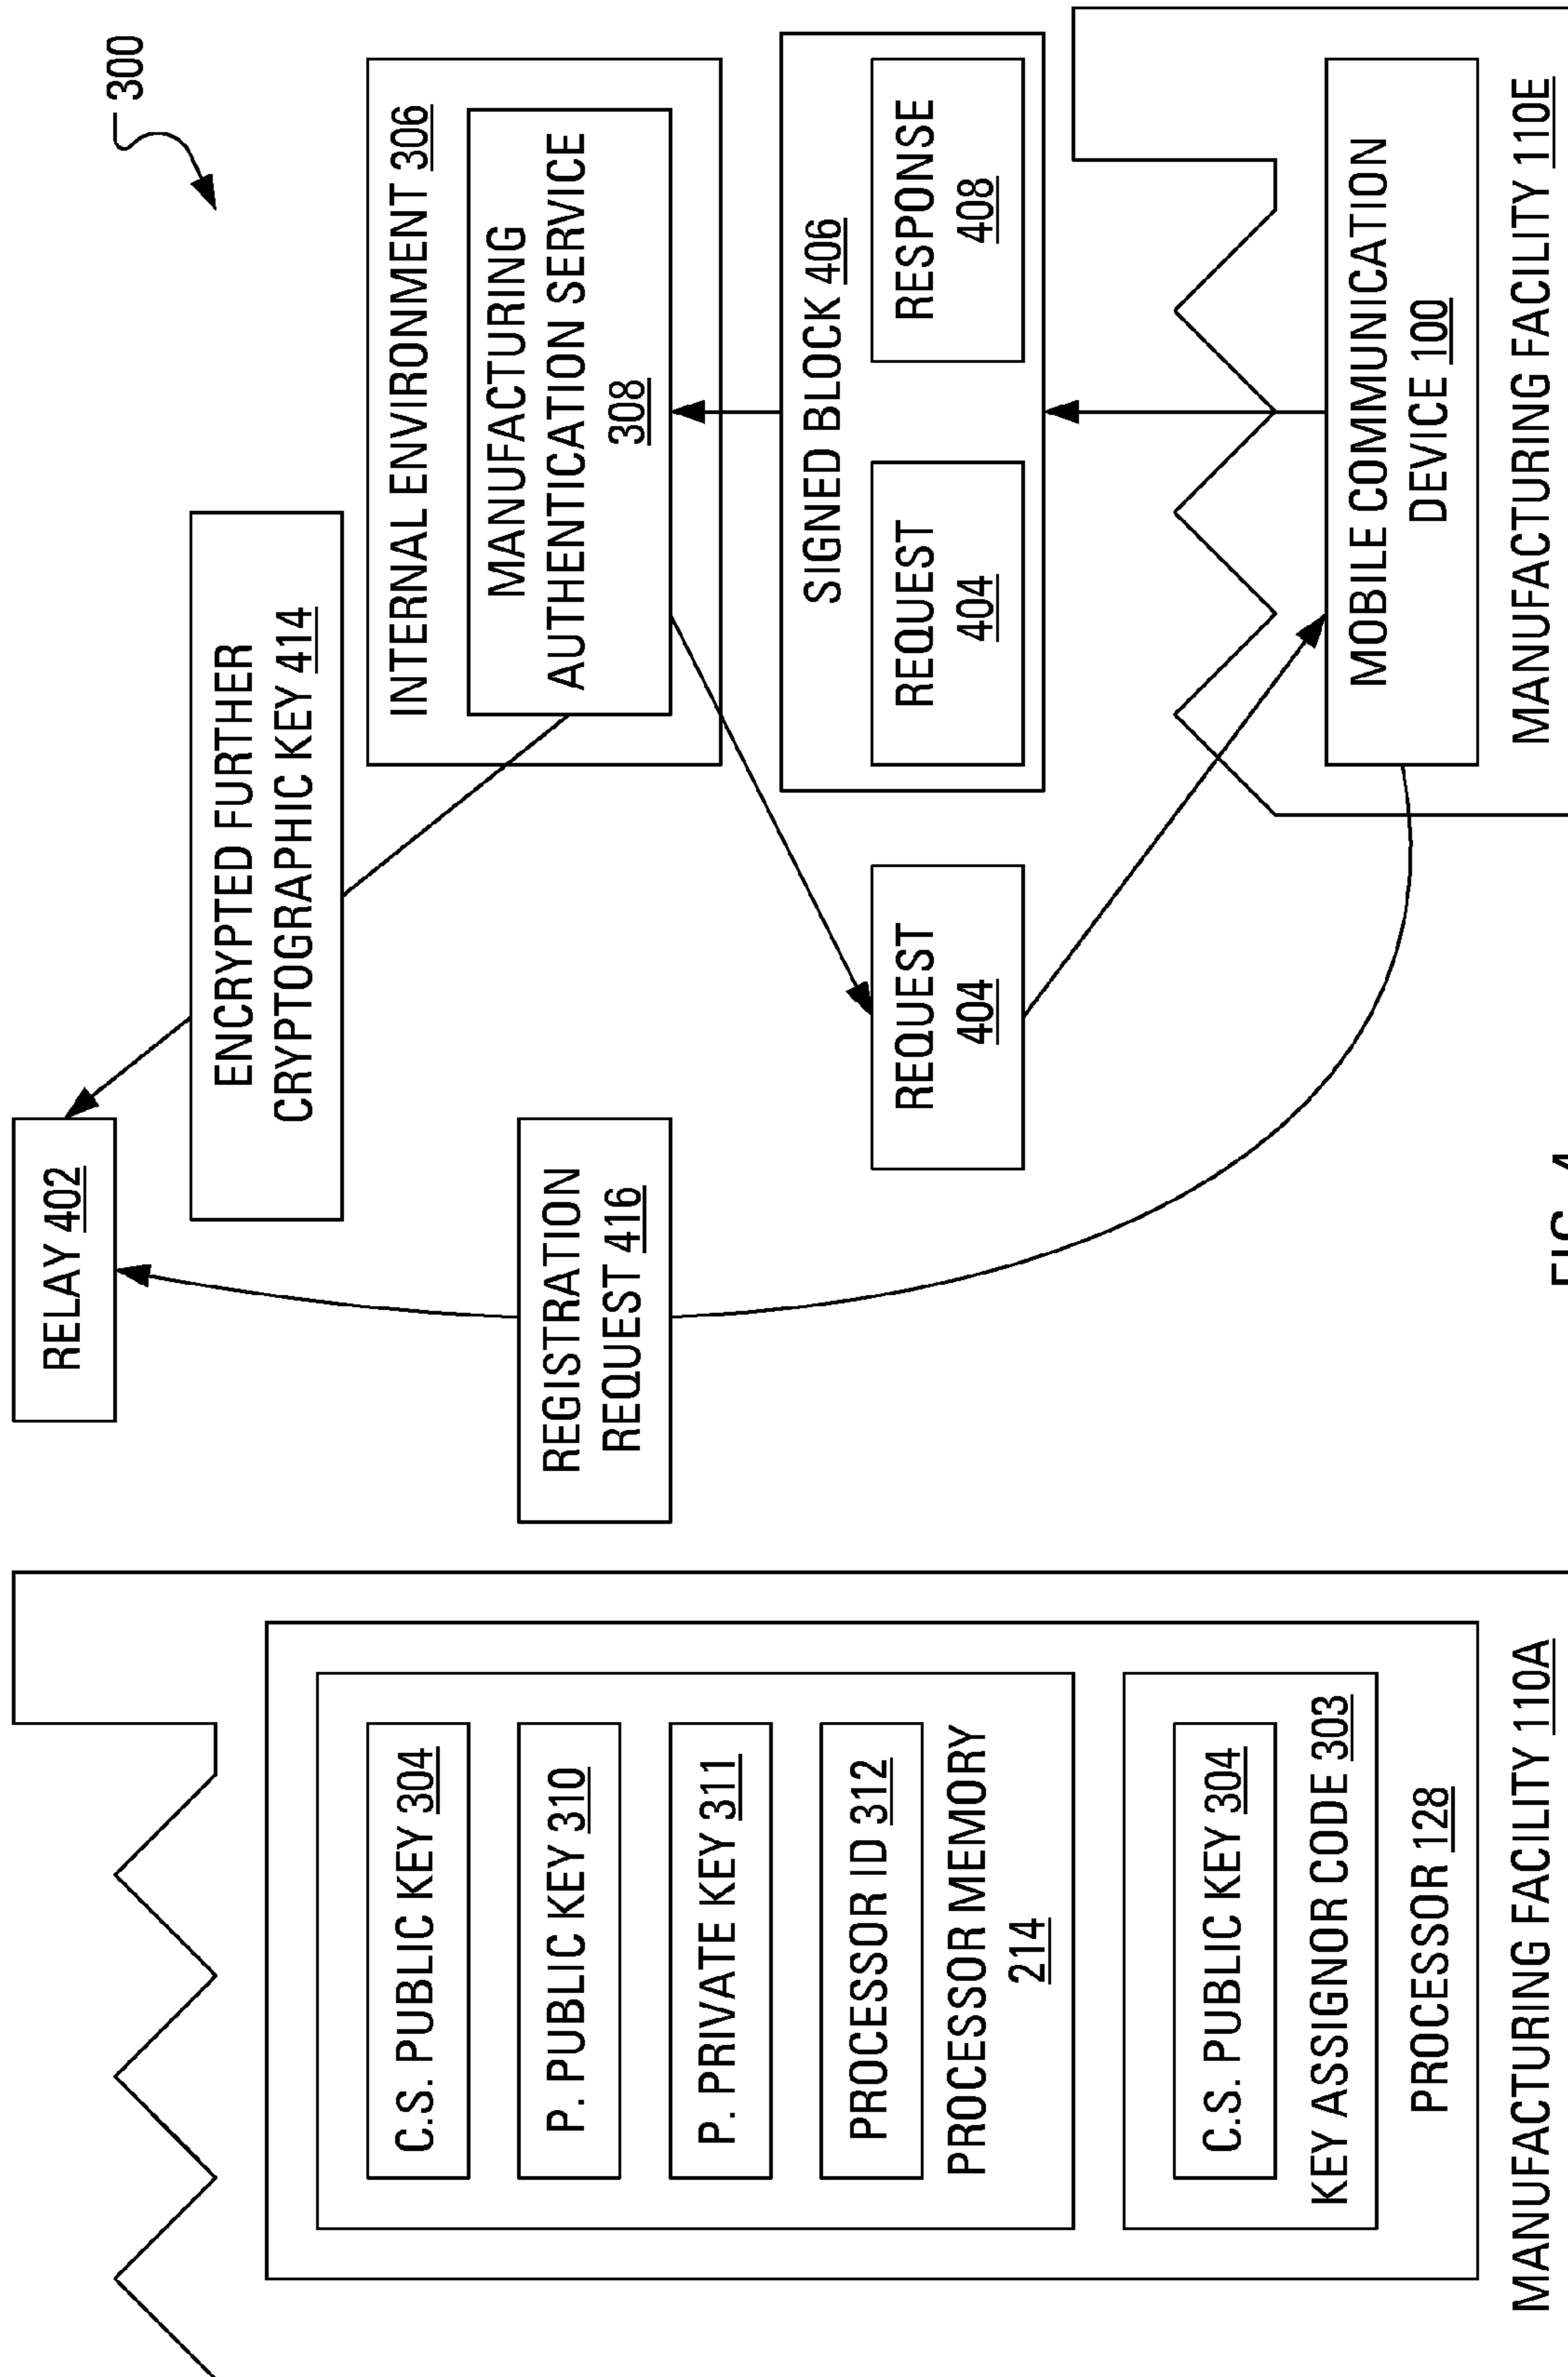 300
RELAY 402
ENCRYPTED FURTHER
CRYPTOGRAPHIC KEY 414
INTERNAL ENVIRONMENT 306
MANUFACTURING
AUTHENTICATION SERVICE
308
REGISTRATION
REQUEST 416
SIGNED BLOCK 406
REQUEST
404
RESPONSE
408
REQUEST
404
MOBILE COMMUNICATION
DEVICE 100
MANUFACTURING FACILITY 110E
C.S. PUBLIC KEY 304
P. PUBLIC KEY 310
P. PRIVATE KEY 311
PROCESSOR ID 312
PROCESSOR MEMORY
214
C.S. PUBLIC KEY 304
KEY ASSIGNOR CODE 303
PROCESSOR 128
MANUFACTURING FACILITY 110A